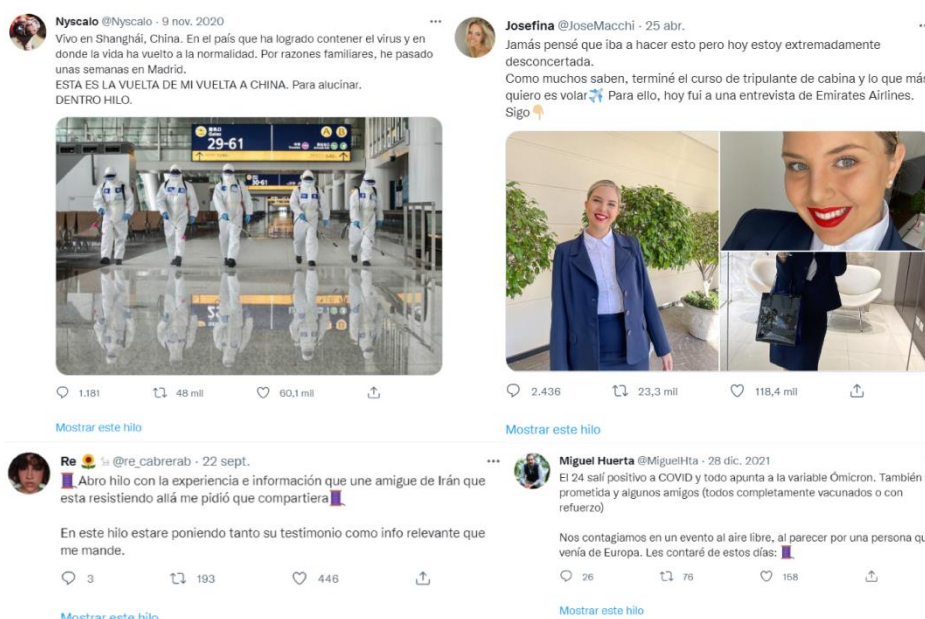 Nyscalo @Nyscalo · 9 nov. 2020
Vivo en Shanghái, China. En el país que ha logrado contener el virus y en
donde la vida ha vuelto a la normalidad. Por razones familiares, he pasado
unas semanas en Madrid.
ESTA ES LA VUELTA DE MI VUELTA A CHINA. Para alucinar.
DENTRO HILO.
29-61
A B
30-61
1.181 48 mil 60,1 mil
Mostrar este hilo
Josefina @JoseMacchi · 25 abr.
Jamás pensé que iba a hacer esto pero hoy estoy extremadamente
desconcertada.
Como muchos saben, terminé el curso de tripulante de cabina y lo que más
quiero es volar✈️ Para ello, hoy fui a una entrevista de Emirates Airlines.
Sigo👇🏼
2.436 23,3 mil 118,4 mil
Mostrar este hilo
Re 🌻 @re_cabrerab · 22 sept.
🧵Abro hilo con la experiencia e información que une amigue de Irán que
esta resistiendo allá me pidió que compartiera🧵
En este hilo estare poniendo tanto su testimonio como info relevante que
me mande.
3 193 446
Mostrar este hilo
Miguel Huerta @MiguelHta · 28 dic. 2021
El 24 salí positivo a COVID y todo apunta a la variable Ómicron. También
prometida y algunos amigos (todos completamente vacunados o con
refuerzo)
Nos contagiamos en un evento al aire libre, al parecer por una persona qu
venía de Europa. Les contaré de estos días: 🧵
26 76 158
Mostrar este hilo